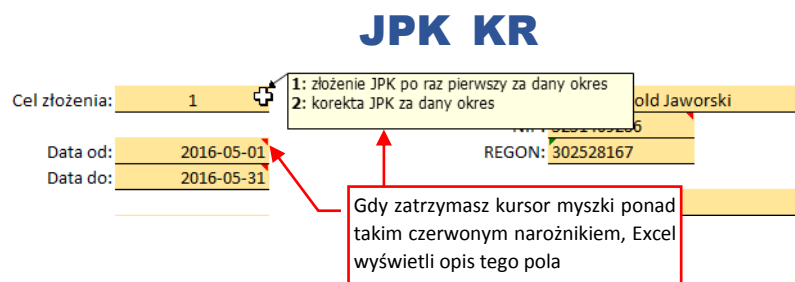 JPK KR
1: złożenie JPK po raz pierwszy za dany okres
2: korekta JPK za dany okres
Cel złożenia: 1
old Jaworski
Data od: 2016-05-01
REGON: 302528167
Data do: 2016-05-31
Gdy zatrzymasz kursor myszki ponad
takim czerwonym narożnikiem, Excel
wyświetli opis tego pola